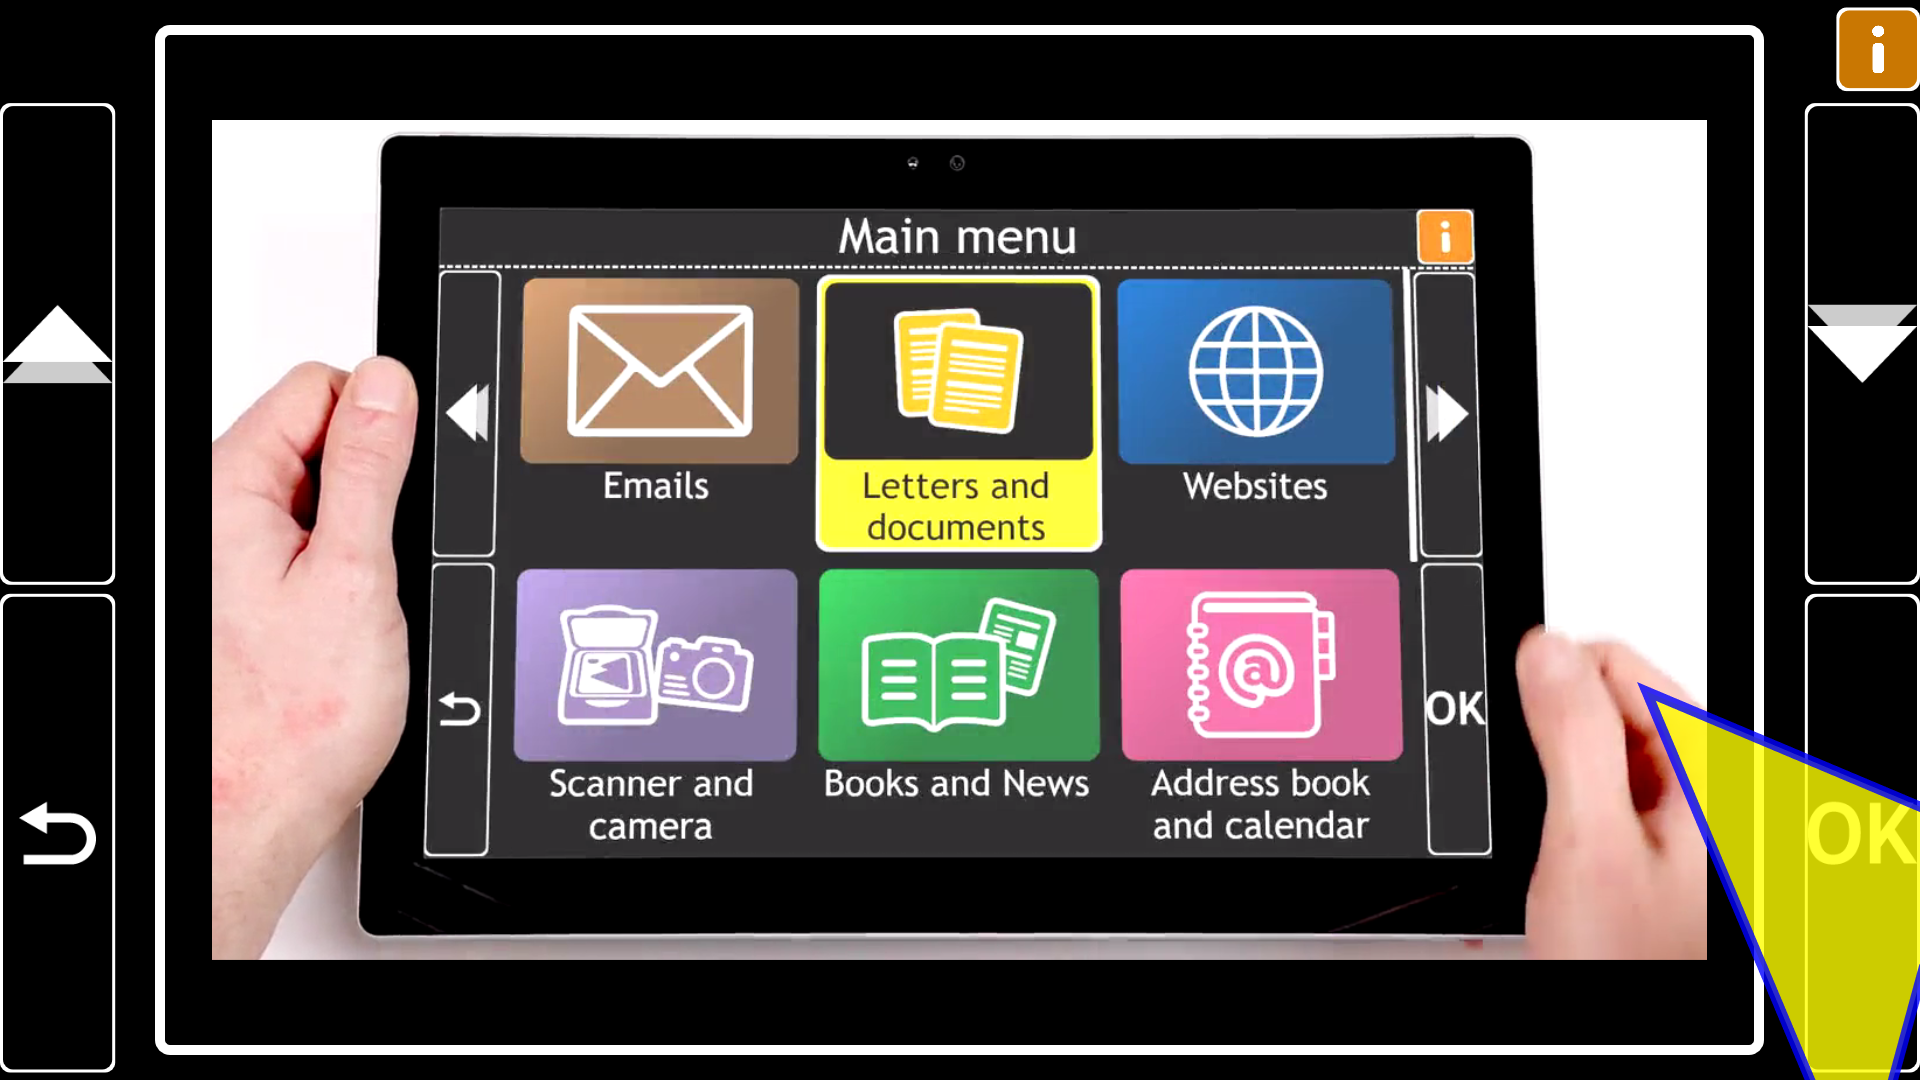 i
Main menu
i
Emails
Letters and
documents
Websites
OK
Scanner and
camera
Books and News
Address book
and calendar
OK